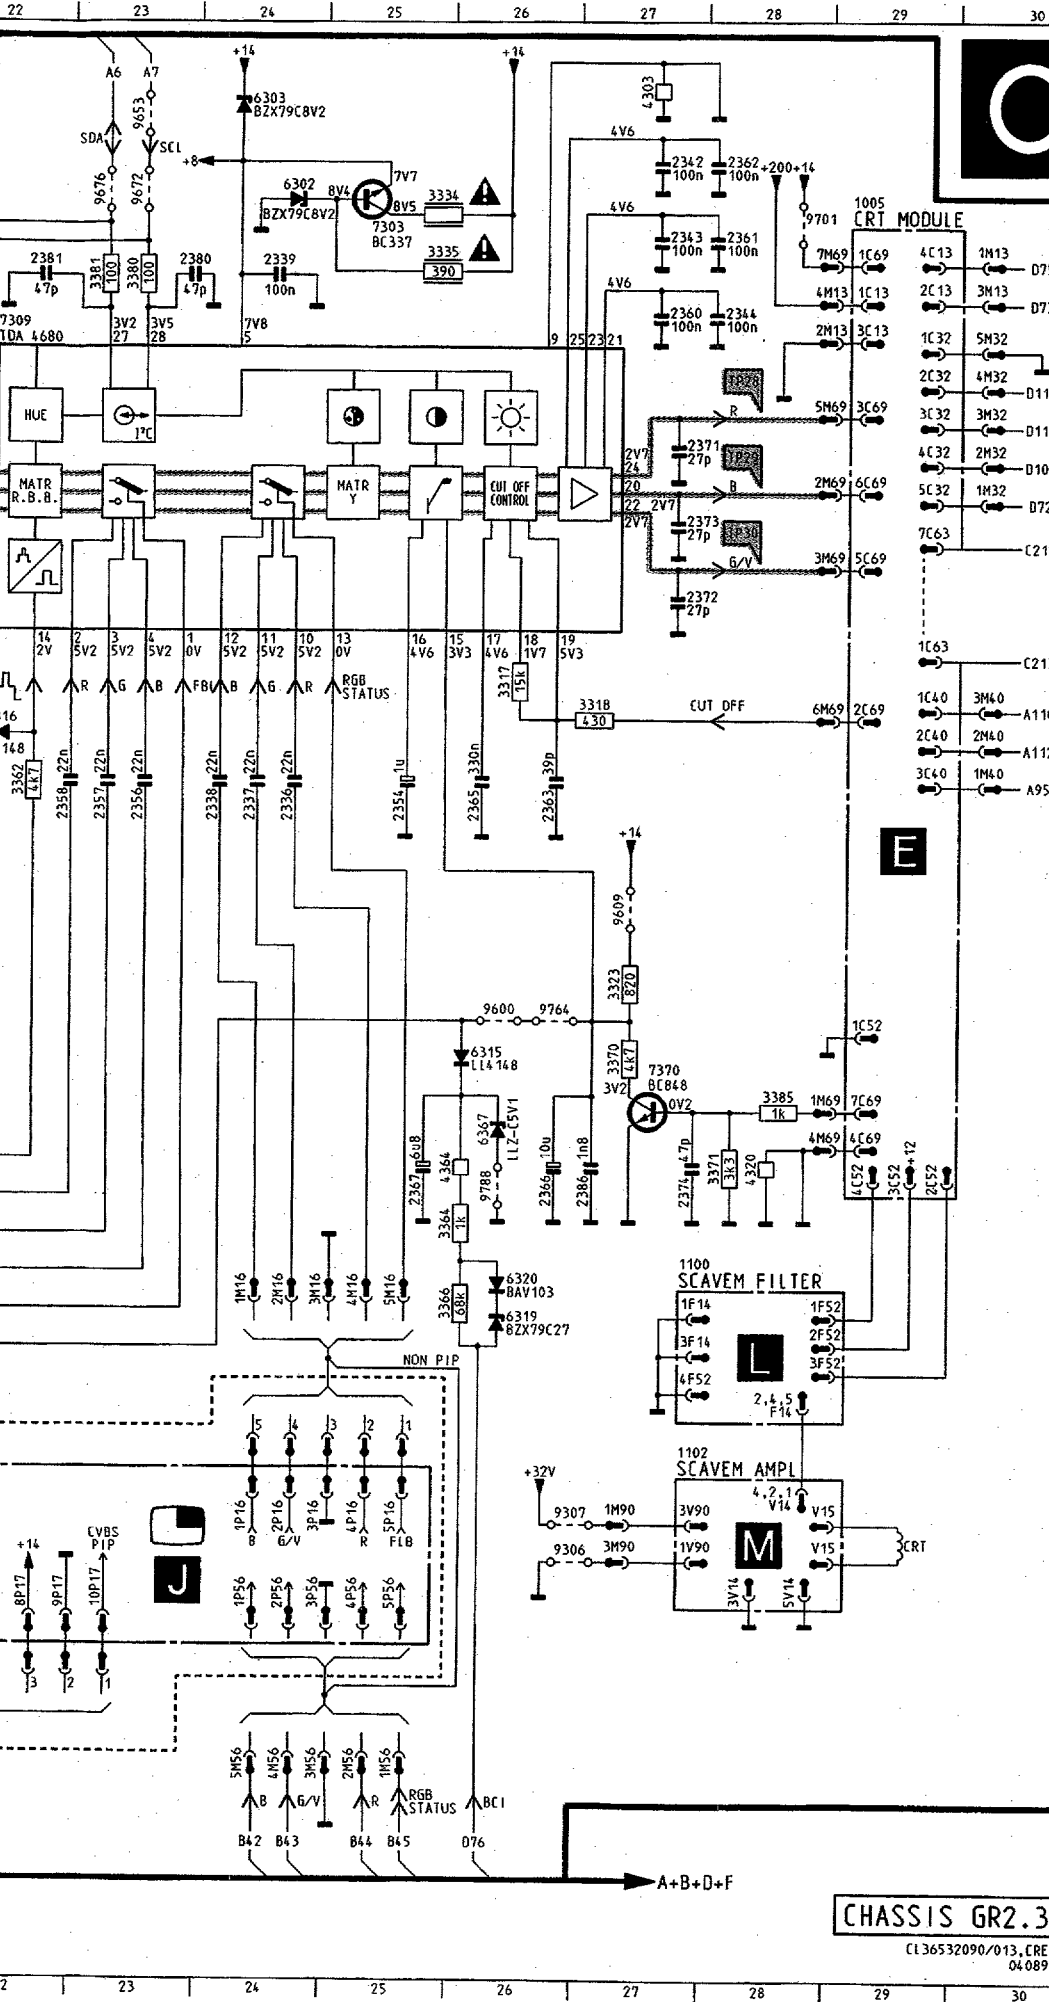 22 23 24 25 26 27 28 29 30
A6 A7 +14 +14
9653
SDA SCL
9676 9672
6303
BZX79C8V2
+8
6302
BZX79C8V2
8V4 7V7
8V5
7303
BC337
3334
3335
390
4303
4V6
2342
100n
2362
100n
4V6
2343
100n
2361
100n
4V6
2360
100n
2344
100n
+200 +14
9701
1005
CRT MODULE
2381
47p
3381
100
3380
100
2380
47p
2339
100n
7309
TDA 4680
3V2
27
3V5
28
7V8
5
9 25 23 21
7M69 1C69 4C13 1M13
4M13 1C13 2C13 3M13
2M13 3C13
1C32 5M32
2C32 4M32 D11
5M69 3C69 3C32 3M32 D11
4C32 2M32 D10
2M69 6C69 5C32 1M32 D72
7C63 C21
3M69 5C69
HUE
I²C
MATR
R.B.B.
MATR
Y
CUT OFF
CONTROL
2V7
24
20
22
2V7
2V7
TP28
R
2371
27p
TP29
B
2373
27p
TP30
G/V
2372
27p
14
2V
2
5V2
3
5V2
4
5V2
1
0V
12
5V2
11
5V2
10
5V2
13
0V
16
4V6
15
3V3
17
4V6
18
1V7
19
5V3
R G B FBL B G R RGB
STATUS
3317
15k
3318
430
CUT OFF
6M69 2C69
1C63 C21
1C40 3M40 A110
2C40 2M40 A112
3C40 1M40 A95
148
3362
4k7
2358 22n
2357 22n
2356 22n
2338 22n
2337 22n
2336 22n
2354 1u
2365 330n
2363 39p
+14
9609
E
3323
820
9600 9764
6315
LL4148
3370
4k7
7370
BC848
3V2
0V2
3385
1k
1C52
1M69 7C69
4M69 4C69
2367 6u8
4364
6367
LLZ-C5V1
9788
3364
1k
2366 10u
2386 1n8
2374 47p
3371
3k3
4320
4C52 3C52 +12 2C52
3366
68k
6320
BAV103
6319
BZX79C27
1M16 2M16 3M16 4M16 5M16
NON PIP
1100
SCAVEM FILTER
1F14 1F52
3F14 2F52
4F52 3F52
L
2,4,5
F14
5 4 3 2 1
1P16 2P16 3P16 4P16 5P16
B G/V R FLB
1P56 2P56 3P56 4P56 5P56
J
+14
CVBS
PIP
8P17 9P17 10P17
3 2 1
1102
SCAVEM AMPL
4,2,1
V14
+32V
9307 1M90 3V90 V15
9306 3M90 1V90 V15
M
CRT
3V14 5V14
5M56 4M56 3M56 2M56 1M56
B G/V R RGB
STATUS
BCI
B42 B43 B44 B45 D76
A+B+D+F
CHASSIS GR2.3
CL36532090/013,CRE
04089
2 23 24 25 26 27 28 29 30